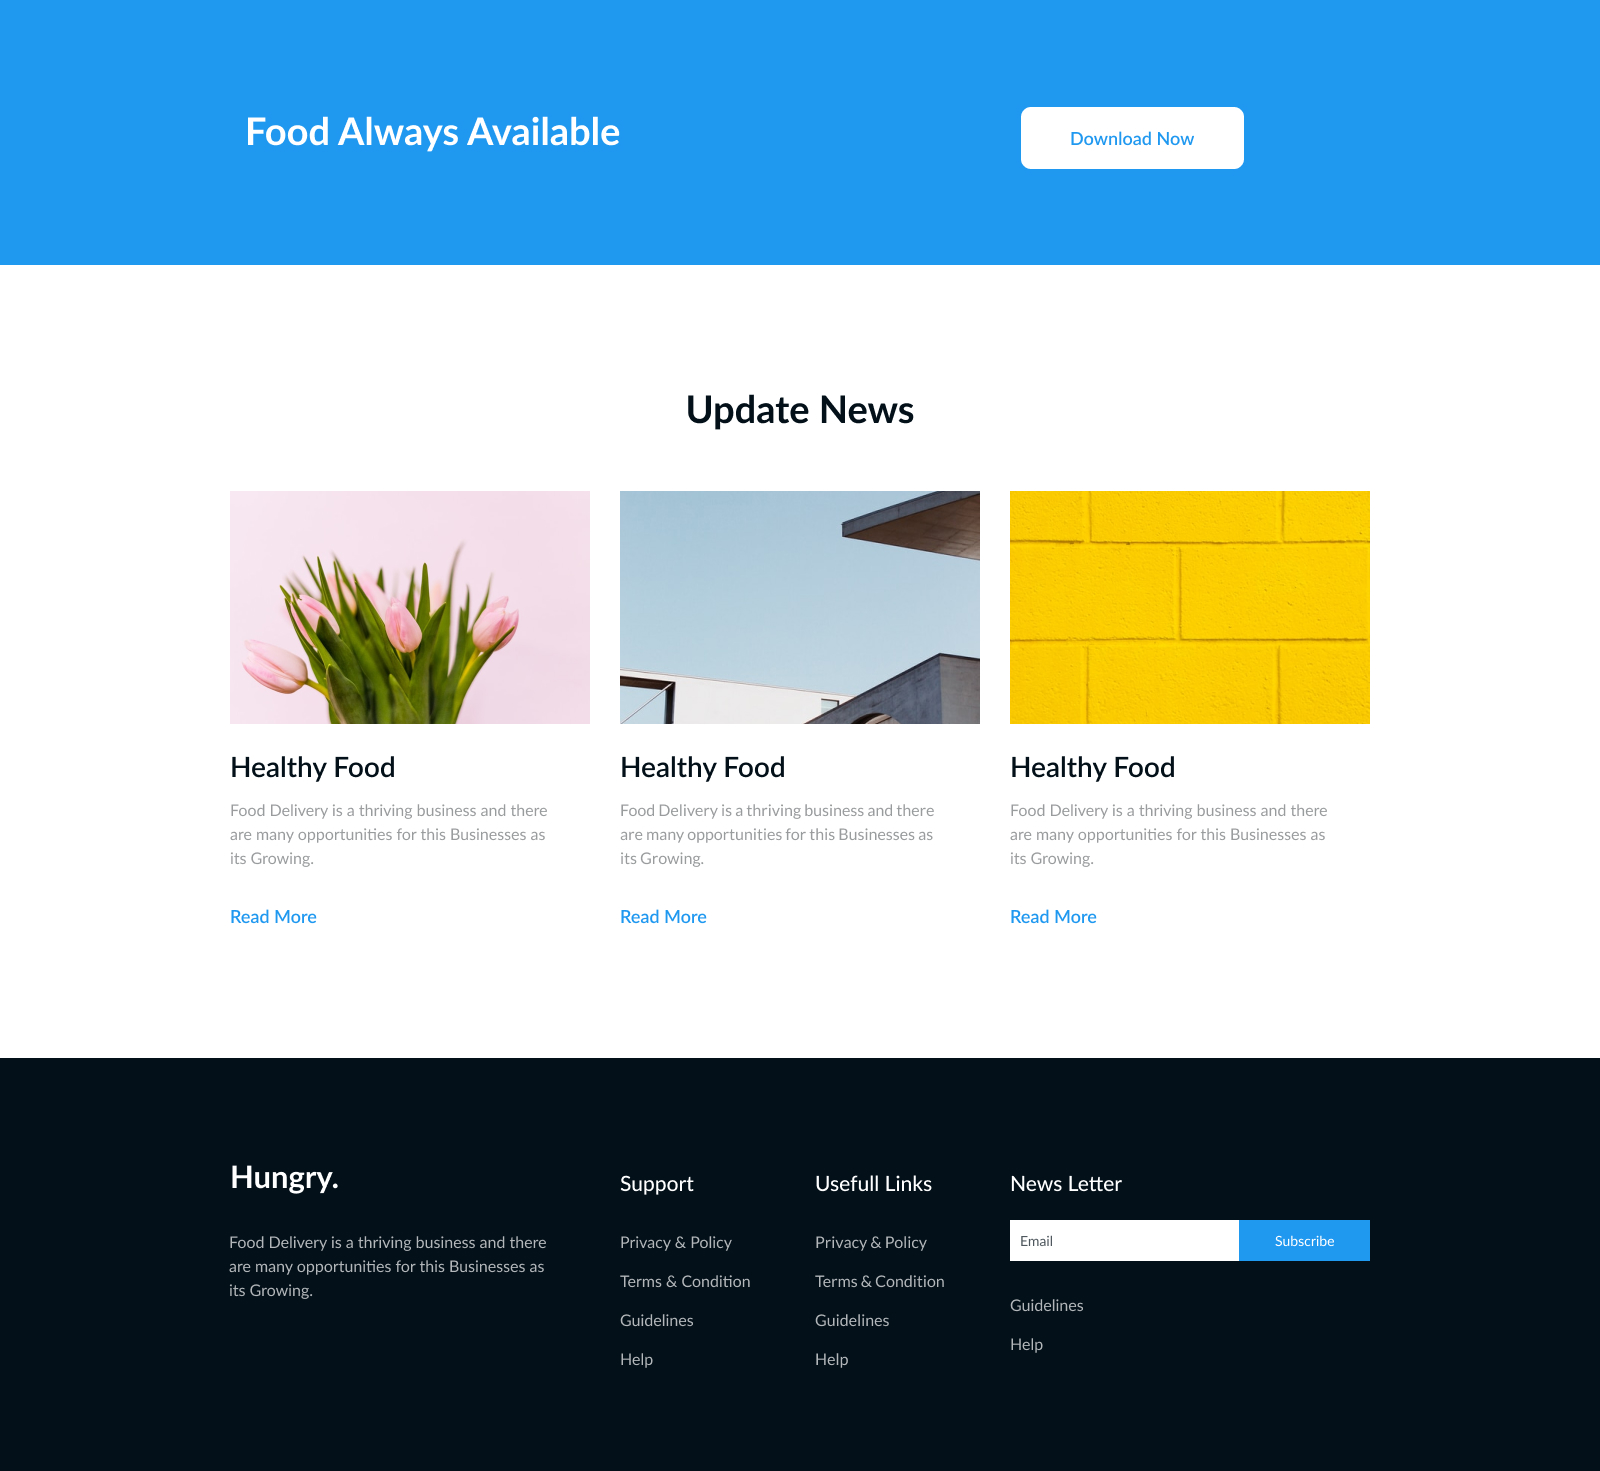 Food Always Available
Download Now
Update News
Healthy Food
Food Delivery is a thriving business and there
are many opportunities for this Businesses as
its Growing.
Read More
Healthy Food
Food Delivery is a thriving business and there
are many opportunities for this Businesses as
its Growing.
Read More
Healthy Food
Food Delivery is a thriving business and there
are many opportunities for this Businesses as
its Growing.
Read More
Hungry.
Food Delivery is a thriving business and there
are many opportunities for this Businesses as
its Growing.
Support
Privacy & Policy
Terms & Condition
Guidelines
Help
Usefull Links
Privacy & Policy
Terms & Condition
Guidelines
Help
News Letter
Email
Subscribe
Guidelines
Help